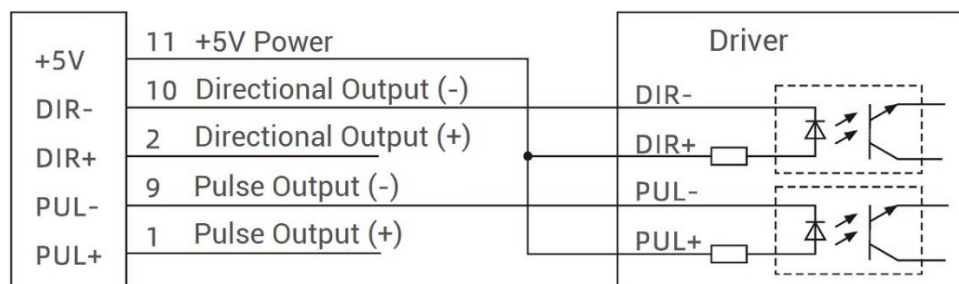 +5V 11 +5V Power
DIR- 10 Directional Output (-)
DIR+ 2 Directional Output (+)
PUL- 9 Pulse Output (-)
PUL+ 1 Pulse Output (+)
Driver
DIR-
DIR+
PUL-
PUL+